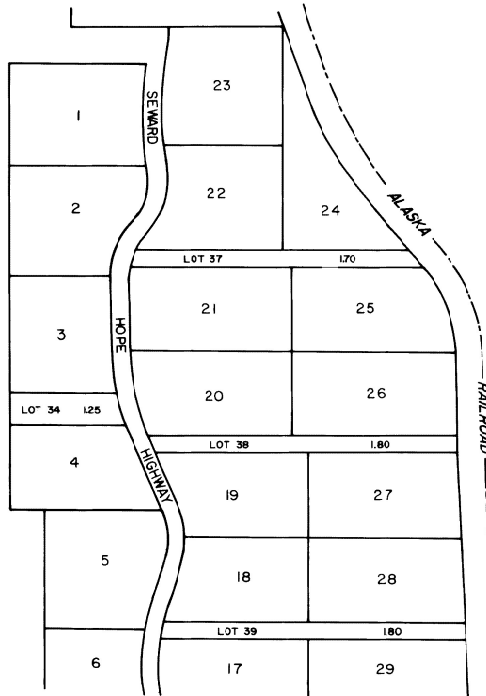 23
1
SEWARD
22
2
24
ALASKA
LOT 37 1.70
21
25
HOPE
3
20
26
RAILROAD
LOT 34 1.25
LOT 38 1.80
4
HIGHWAY
19
27
5
18
28
LOT 39 180
6
17
29